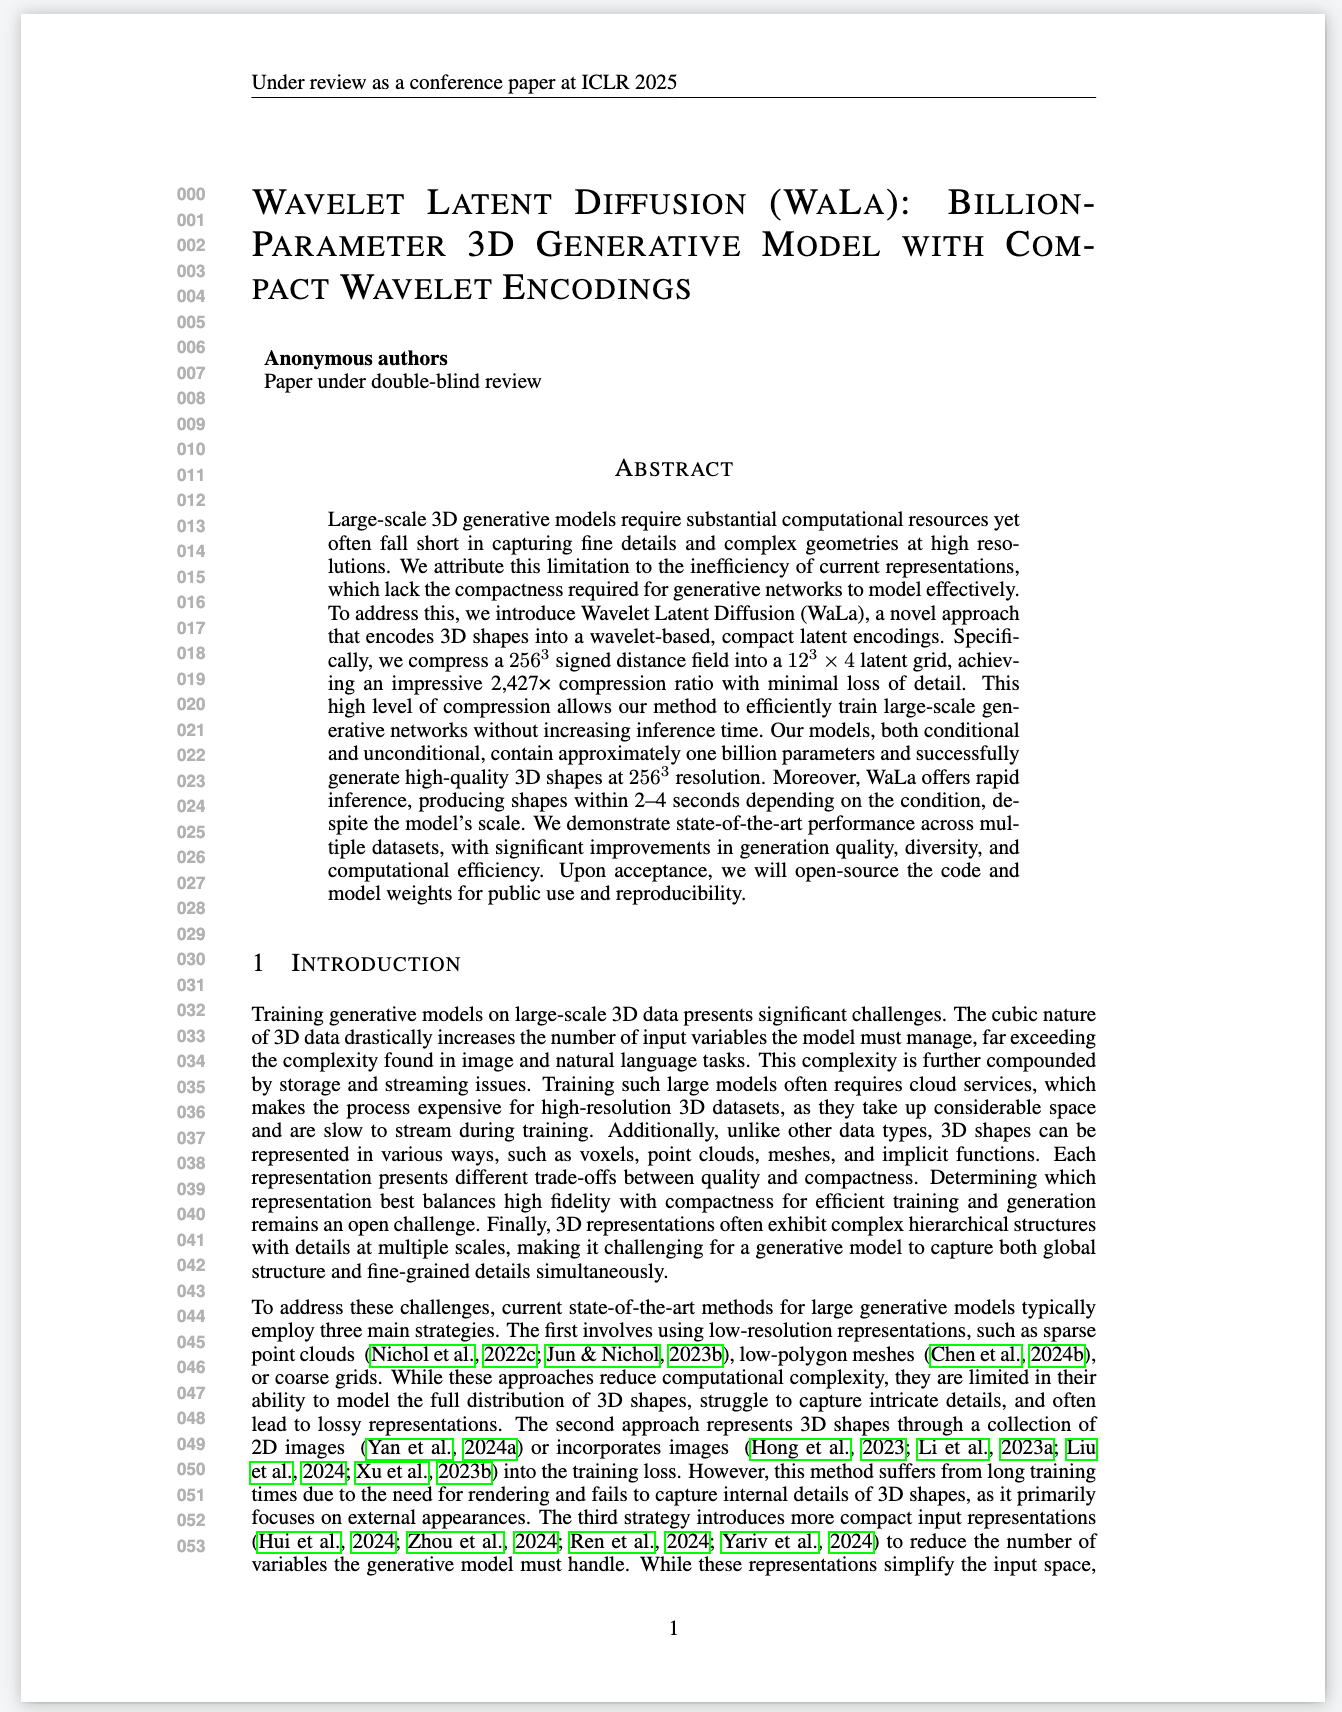 Under review as a conference paper at ICLR 2025
000
001
002
003
004
005
006
007
008
009
010
011
012
013
014
015
016
017
018
019
020
021
022
023
024
025
026
027
028
029
030
031
032
033
034
035
036
037
038
039
040
041
042
043
044
045
046
047
048
049
050
051
052
053
WAVELET LATENT DIFFUSION (WALA): BILLION-
PARAMETER 3D GENERATIVE MODEL WITH COM-
PACT WAVELET ENCODINGS
Anonymous authors
Paper under double-blind review
ABSTRACT
Large-scale 3D generative models require substantial computational resources yet
often fall short in capturing fine details and complex geometries at high reso-
lutions. We attribute this limitation to the inefficiency of current representations,
which lack the compactness required for generative networks to model effectively.
To address this, we introduce Wavelet Latent Diffusion (WaLa), a novel approach
that encodes 3D shapes into a wavelet-based, compact latent encodings. Specifi-
cally, we compress a 256³ signed distance field into a 12³ × 4 latent grid, achiev-
ing an impressive 2,427× compression ratio with minimal loss of detail. This
high level of compression allows our method to efficiently train large-scale gen-
erative networks without increasing inference time. Our models, both conditional
and unconditional, contain approximately one billion parameters and successfully
generate high-quality 3D shapes at 256³ resolution. Moreover, WaLa offers rapid
inference, producing shapes within 2–4 seconds depending on the condition, de-
spite the model's scale. We demonstrate state-of-the-art performance across mul-
tiple datasets, with significant improvements in generation quality, diversity, and
computational efficiency. Upon acceptance, we will open-source the code and
model weights for public use and reproducibility.
1 INTRODUCTION
Training generative models on large-scale 3D data presents significant challenges. The cubic nature
of 3D data drastically increases the number of input variables the model must manage, far exceeding
the complexity found in image and natural language tasks. This complexity is further compounded
by storage and streaming issues. Training such large models often requires cloud services, which
makes the process expensive for high-resolution 3D datasets, as they take up considerable space
and are slow to stream during training. Additionally, unlike other data types, 3D shapes can be
represented in various ways, such as voxels, point clouds, meshes, and implicit functions. Each
representation presents different trade-offs between quality and compactness. Determining which
representation best balances high fidelity with compactness for efficient training and generation
remains an open challenge. Finally, 3D representations often exhibit complex hierarchical structures
with details at multiple scales, making it challenging for a generative model to capture both global
structure and fine-grained details simultaneously.
To address these challenges, current state-of-the-art methods for large generative models typically
employ three main strategies. The first involves using low-resolution representations, such as sparse
point clouds (Nichol et al., 2022c; Jun & Nichol, 2023b), low-polygon meshes (Chen et al., 2024b),
or coarse grids. While these approaches reduce computational complexity, they are limited in their
ability to model the full distribution of 3D shapes, struggle to capture intricate details, and often
lead to lossy representations. The second approach represents 3D shapes through a collection of
2D images (Yan et al., 2024a) or incorporates images (Hong et al., 2023; Li et al., 2023a; Liu
et al., 2024; Xu et al., 2023b) into the training loss. However, this method suffers from long training
times due to the need for rendering and fails to capture internal details of 3D shapes, as it primarily
focuses on external appearances. The third strategy introduces more compact input representations
(Hui et al., 2024; Zhou et al., 2024; Ren et al., 2024; Yariv et al., 2024) to reduce the number of
variables the generative model must handle. While these representations simplify the input space,
1